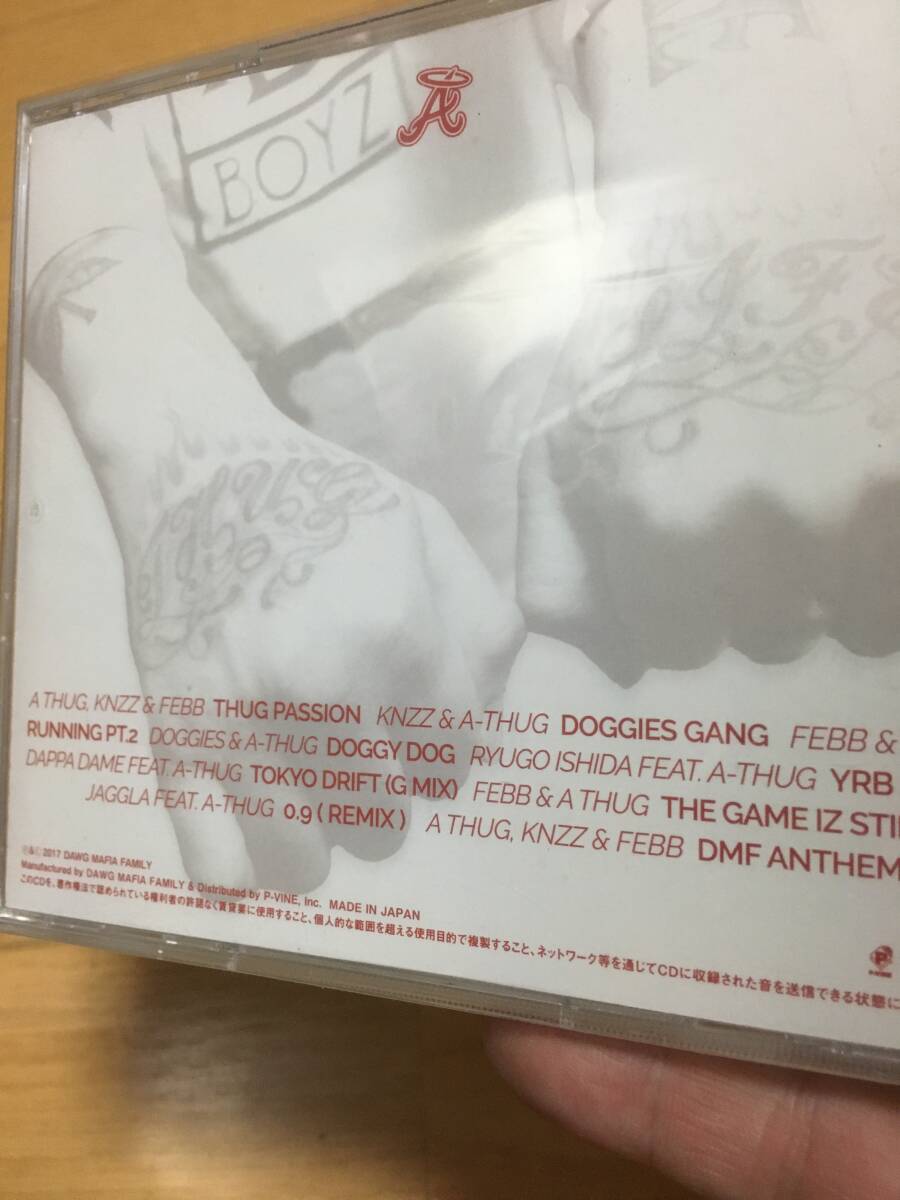 BOYZ
A
LIFE
THUG
A THUG, KNZZ & FEBB THUG PASSION KNZZ & A-THUG DOGGIES GANG FEBB &
RUNNING PT.2 DOGGIES & A-THUG DOGGY DOG RYUGO ISHIDA FEAT. A-THUG YRB
DAPPA DAME FEAT. A-THUG TOKYO DRIFT (G MIX) FEBB & A THUG THE GAME IZ
JAGGLA FEAT. A-THUG 0.9 ( REMIX ) A THUG, KNZZ & FEBB DMF ANTHEM
Ⓟ&Ⓒ 2017 DAWG MAFIA FAMILY
Manufactured by DAWG MAFIA FAMILY & Distributed by P-VINE, Inc. MADE IN JAPAN
このCDを、著作権法で認められている権利者の許諾なく賃貸業に使用すること、個人的な範囲を超える使用目的で複製すること、ネットワーク等を通じてCDに収録された音を送信できる状態に
P-VINE